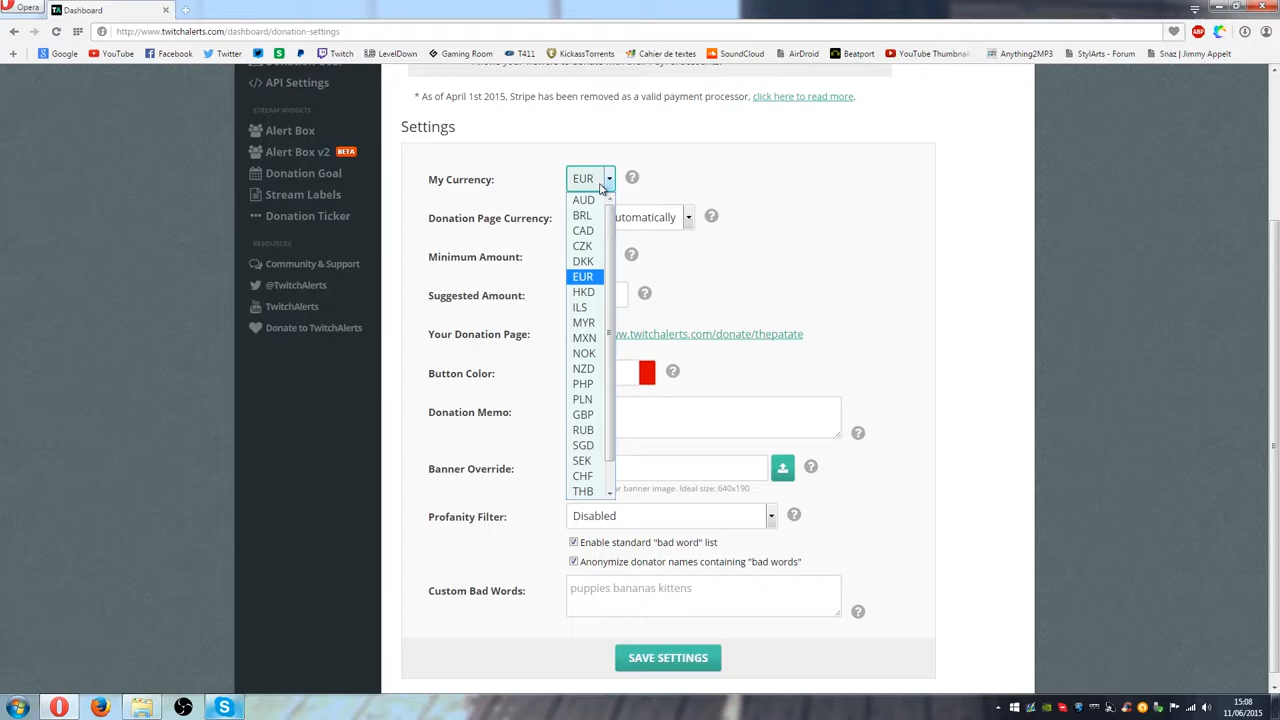 Opera
Dashboard
http://www.twitchalerts.com/dashboard/donation-settings
Google YouTube Facebook Twitter Twitch LevelDown Gaming Room T411 KickassTorrents Cahier de textes SoundCloud AirDroid Beatport YouTube Thumbnail Anything2MP3 StylArts - Forum Snaz | Jimmy Appelt
</> API Settings
STREAM WIDGETS
Alert Box
Alert Box v2 BETA
Donation Goal
Stream Labels
Donation Ticker
RESOURCES
Community & Support
@TwitchAlerts
TwitchAlerts
Donate to TwitchAlerts
* As of April 1st 2015, Stripe has been removed as a valid payment processor, click here to read more.
Settings
My Currency: EUR
AUD
BRL
CAD
CZK
DKK
EUR
HKD
ILS
MYR
MXN
NOK
NZD
PHP
PLN
GBP
RUB
SGD
SEK
CHF
THB
Donation Page Currency: utomatically
Minimum Amount:
Suggested Amount:
Your Donation Page: ww.twitchalerts.com/donate/thepatate
Button Color:
Donation Memo:
Banner Override:
ur banner image. Ideal size: 640x190
Profanity Filter: Disabled
Enable standard "bad word" list
Anonymize donator names containing "bad words"
Custom Bad Words: puppies bananas kittens
SAVE SETTINGS
15:08
11/06/2015